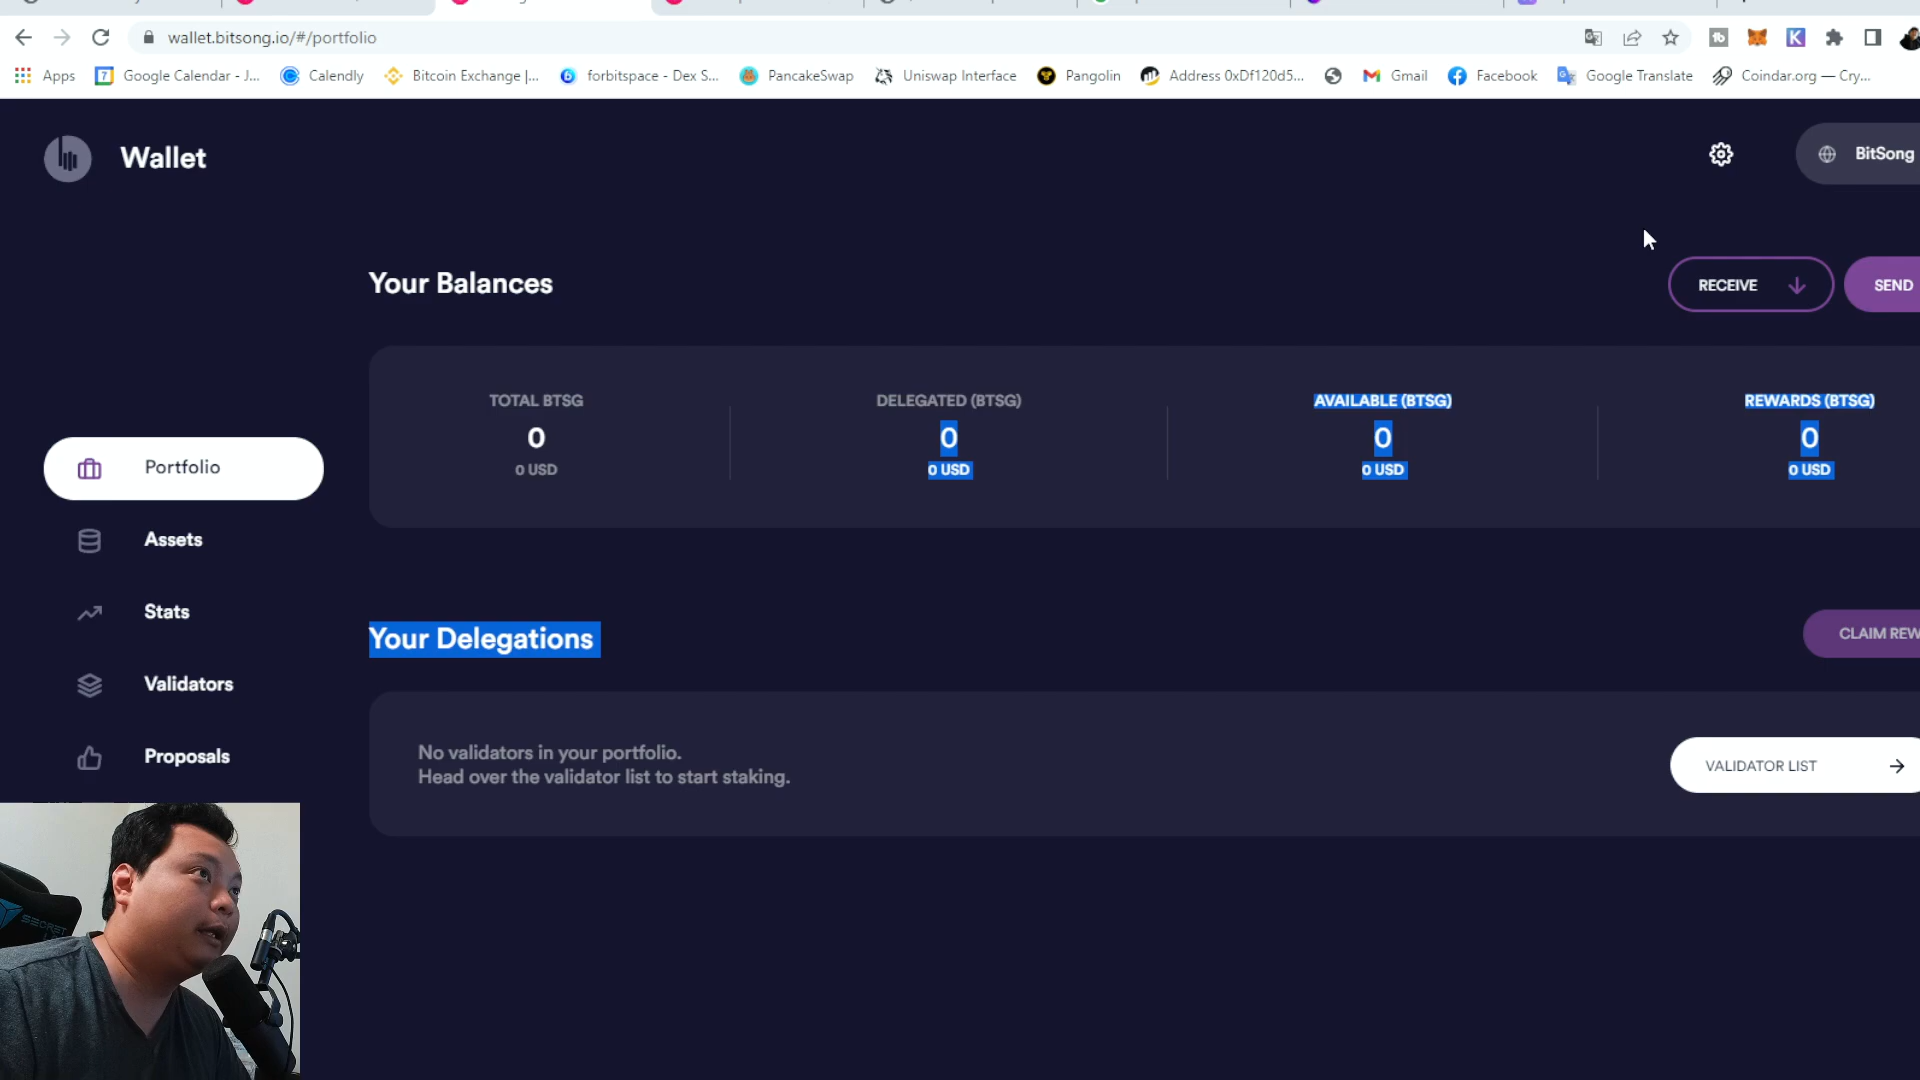 wallet.bitsong.io/#/portfolio
Apps
7
Google Calendar - J...
Calendly
Bitcoin Exchange |...
forbitspace - Dex S...
PancakeSwap
Uniswap Interface
Pangolin
Address 0xDf120d5...
Gmail
Facebook
Google Translate
Coindar.org — Cry...
Wallet
BitSong
Your Balances
RECEIVE
SEND
TOTAL BTSG
DELEGATED (BTSG)
AVAILABLE (BTSG)
REWARDS (BTSG)
0
0
0
0
0 USD
0 USD
0 USD
0 USD
Portfolio
Assets
Stats
Validators
Proposals
Your Delegations
CLAIM REW
No validators in your portfolio.
Head over the validator list to start staking.
VALIDATOR LIST
SECRET